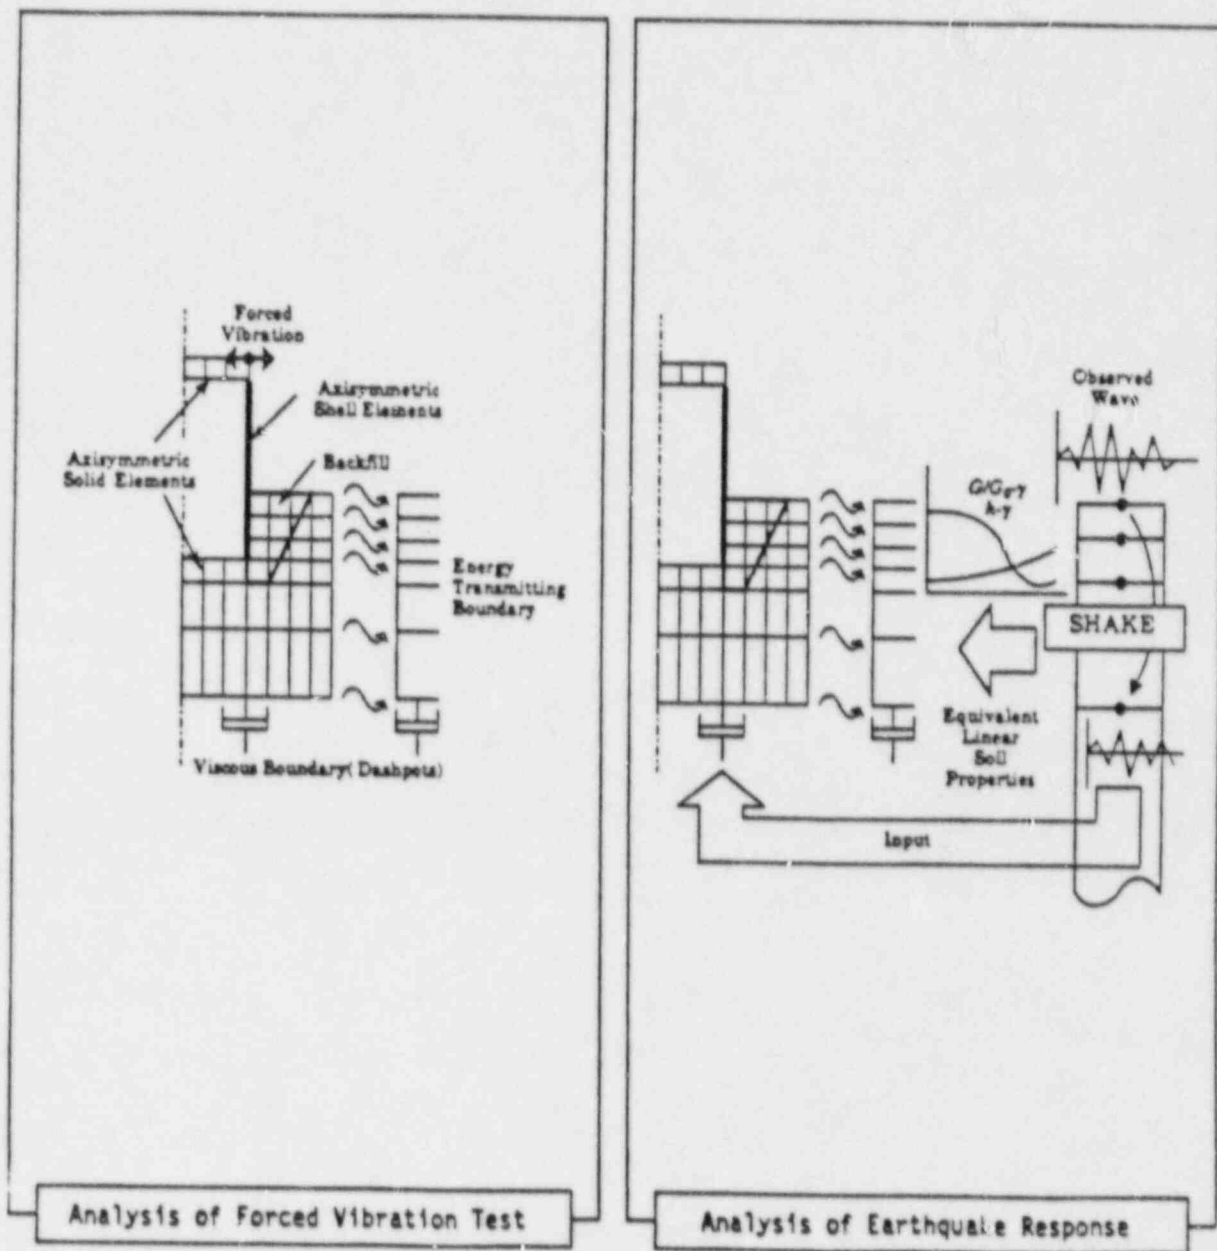 Forced
Vibration
Axisymmetric
Shell Elements
Axisymmetric
Solid Elements
Backfill
Energy
Transmitting
Boundary
Viscous Boundary(Dashpots)
Analysis of Forced Vibration Test
Observed
Wave
G/G₀-γ
h-γ
SHAKE
Equivalent
Linear
Soil
Properties
Input
Analysis of Earthquake Response